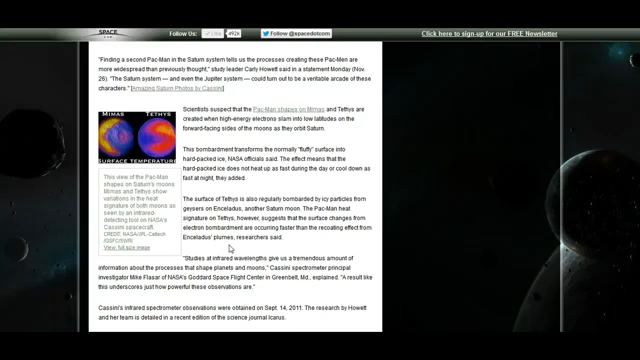 SPACE
Follow Us:
Like
492k
Follow @spacedotcom
Click here to sign-up for our FREE Newsletter
"Finding a second Pac-Man in the Saturn system tells us the processes creating these Pac-Men are
more widespread than previously thought," study leader Carly Howett said in a statement Monday (Nov.
26). "The Saturn system — and even the Jupiter system — could turn out to be a veritable arcade of these
characters." [Amazing Saturn Photos by Cassini]
MIMAS TETHYS
SURFACE TEMPERATURE
This view of the Pac-Man
shapes on Saturn's moons
Mimas and Tethys show
variations in the heat
signature of both moons as
seen by an infrared-
detecting tool on NASA's
Cassini spacecraft.
CREDIT: NASA/JPL-Caltech
/GSFC/SWRI
View full size image
Scientists suspect that the Pac-Man shapes on Mimas and Tethys are
created when high-energy electrons slam into low latitudes on the
forward-facing sides of the moons as they orbit Saturn.
This bombardment transforms the normally "fluffy" surface into
hard-packed ice, NASA officials said. The effect means that the
hard-packed ice does not heat up as fast during the day or cool down as
fast at night, they added.
The surface of Tethys is also regularly bombarded by icy particles from
geysers on Enceladus, another Saturn moon. The Pac-Man heat
signature on Tethys, however, suggests that the surface changes from
electron bombardment are occurring faster than the recoating effect from
Enceladus' plumes, researchers said.
"Studies at infrared wavelengths give us a tremendous amount of
information about the processes that shape planets and moons," Cassini spectrometer principal
investigator Mike Flasar of NASA's Goddard Space Flight Center in Greenbelt, Md., explained. "A result like
this underscores just how powerful these observations are."
Cassini's infrared spectrometer observations were obtained on Sept. 14, 2011. The research by Howett
and her team is detailed in a recent edition of the science journal Icarus.